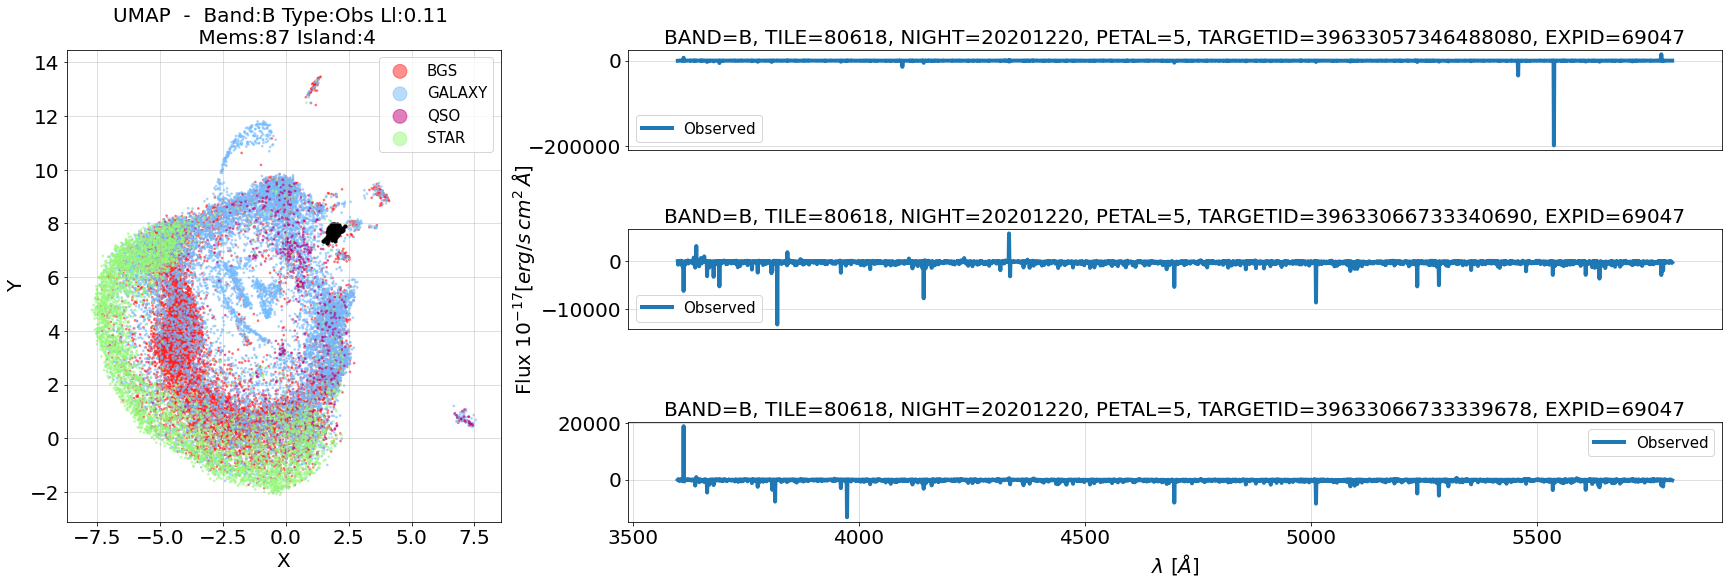 UMAP  -  Band:B Type:Obs Ll:0.11
Mems:87 Island:4
14
12
10
8
6
4
2
0
−2
Y
−7.5 −5.0 −2.5 0.0 2.5 5.0 7.5
X
BGS
GALAXY
QSO
STAR
Flux 10⁻¹⁷[erg/s cm² Å]
BAND=B, TILE=80618, NIGHT=20201220, PETAL=5, TARGETID=39633057346488080, EXPID=69047
0
−200000
Observed
BAND=B, TILE=80618, NIGHT=20201220, PETAL=5, TARGETID=39633066733340690, EXPID=69047
0
−10000
Observed
BAND=B, TILE=80618, NIGHT=20201220, PETAL=5, TARGETID=39633066733339678, EXPID=69047
20000
0
Observed
3500 4000 4500 5000 5500
λ [Å]